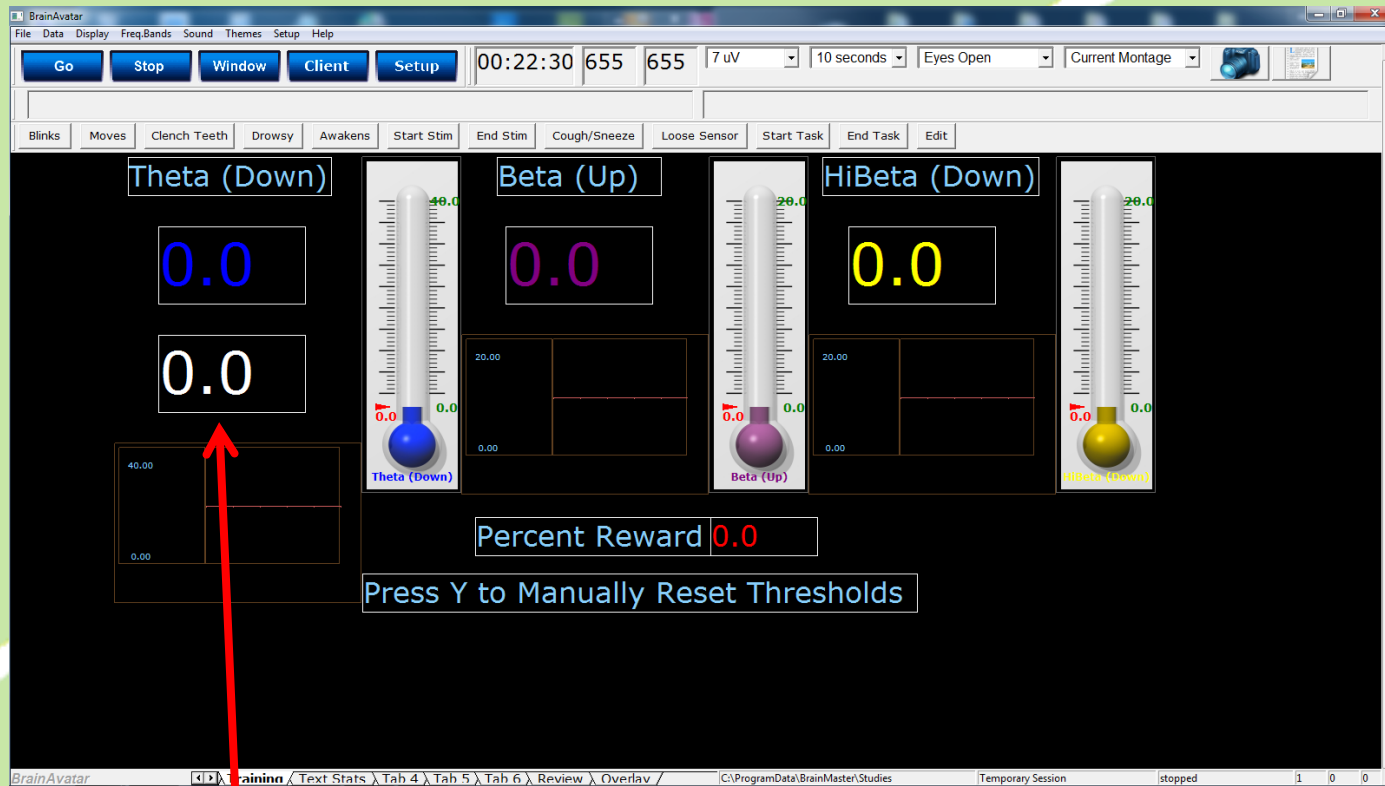 BrainAvatar
File Data Display Freq.Bands Sound Themes Setup Help
Go Stop Window Client Setup 00:22:30 655 655 7 uV 10 seconds Eyes Open Current Montage
Blinks Moves Clench Teeth Drowsy Awakens Start Stim End Stim Cough/Sneeze Loose Sensor Start Task End Task Edit
Theta (Down) Beta (Up) HiBeta (Down)
40.0 20.0 20.0
0.0 0.0 0.0
0.0
20.00 20.00
0.0 0.0 0.0 0.0 0.0 0.0
0.00 0.00
40.00
Theta (Down) Beta (Up) HiBeta (Down)
Percent Reward 0.0
0.00
Press Y to Manually Reset Thresholds
BrainAvatar Training Text Stats Tab 4 Tab 5 Tab 6 Review Overlay C:\ProgramData\BrainMaster\Studies Temporary Session stopped 1 0 0